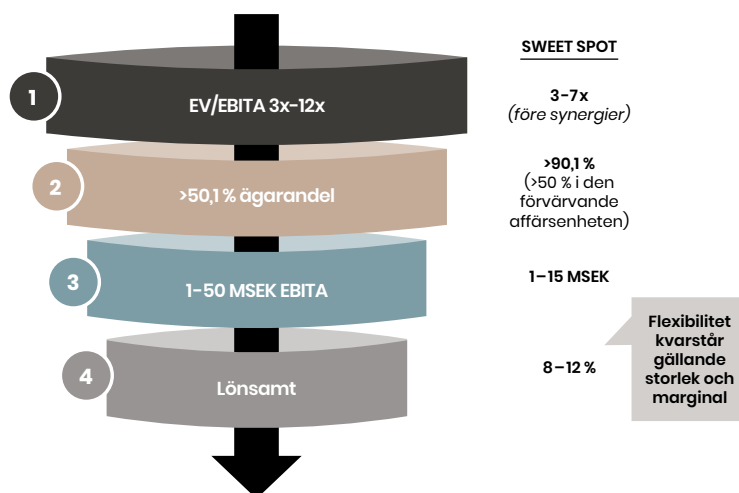 SWEET SPOT
1
EV/EBITA 3x-12x
3-7x
(före synergier)
2
>50,1 % ägarandel
>90,1 %
(>50 % i den
förvärvande
affärsenheten)
3
1-50 MSEK EBITA
1–15 MSEK
4
Lönsamt
8–12 %
Flexibilitet
kvarstår
gällande
storlek och
marginal